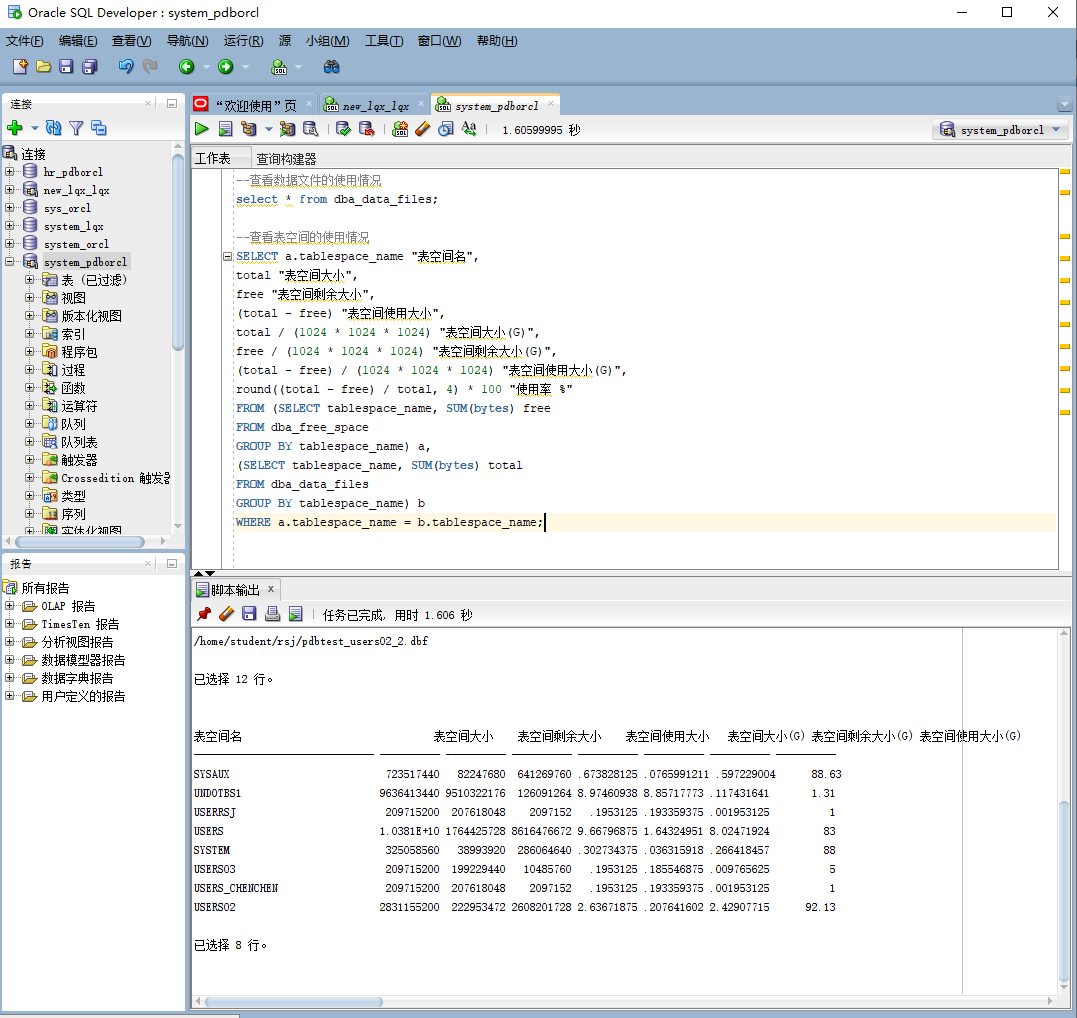 Oracle SQL Developer : system_pdborcl
文件(F) 编辑(E) 查看(V) 导航(N) 运行(R) 源 小组(M) 工具(T) 窗口(W) 帮助(H)
连接
连接
hr_pdborcl
new_lqx_lqx
sys_orcl
system_lqx
system_orcl
system_pdborcl
表 (已过滤)
视图
版本化视图
索引
程序包
过程
函数
运算符
队列
队列表
触发器
Crossedition 触发器
类型
序列
实体化视图
报告
所有报告
OLAP 报告
TimesTen 报告
分析视图报告
数据模型器报告
数据字典报告
用户定义的报告
“欢迎使用”页 new_lqx_lqx system_pdborcl
1.60599995 秒 system_pdborcl
工作表 查询构建器
--查看数据文件的使用情况
select * from dba_data_files;
--查看表空间的使用情况
SELECT a.tablespace_name "表空间名",
total "表空间大小",
free "表空间剩余大小",
(total - free) "表空间使用大小",
total / (1024 * 1024 * 1024) "表空间大小(G)",
free / (1024 * 1024 * 1024) "表空间剩余大小(G)",
(total - free) / (1024 * 1024 * 1024) "表空间使用大小(G)",
round((total - free) / total, 4) * 100 "使用率 %"
FROM (SELECT tablespace_name, SUM(bytes) free
FROM dba_free_space
GROUP BY tablespace_name) a,
(SELECT tablespace_name, SUM(bytes) total
FROM dba_data_files
GROUP BY tablespace_name) b
WHERE a.tablespace_name = b.tablespace_name;
脚本输出
任务已完成, 用时 1.606 秒
/home/student/rsj/pdbtest_users02_2.dbf
已选择 12 行。
表空间名 表空间大小 表空间剩余大小 表空间使用大小 表空间大小(G) 表空间剩余大小(G) 表空间使用大小(G)
SYSAUX 723517440 82247680 641269760 .673828125 .0765991211 .597229004 88.63
UNDOTBS1 9636413440 9510322176 126091264 8.97460938 8.85717773 .117431641 1.31
USERRSJ 209715200 207618048 2097152 .1953125 .193359375 .001953125 1
USERS 1.0381E+10 1764425728 8616476672 9.66796875 1.64324951 8.02471924 83
SYSTEM 325058560 38993920 286064640 .302734375 .036315918 .266418457 88
USERS03 209715200 199229440 10485760 .1953125 .185546875 .009765625 5
USERS_CHENCHEN 209715200 207618048 2097152 .1953125 .193359375 .001953125 1
USERS02 2831155200 222953472 2608201728 2.63671875 .207641602 2.42907715 92.13
已选择 8 行。